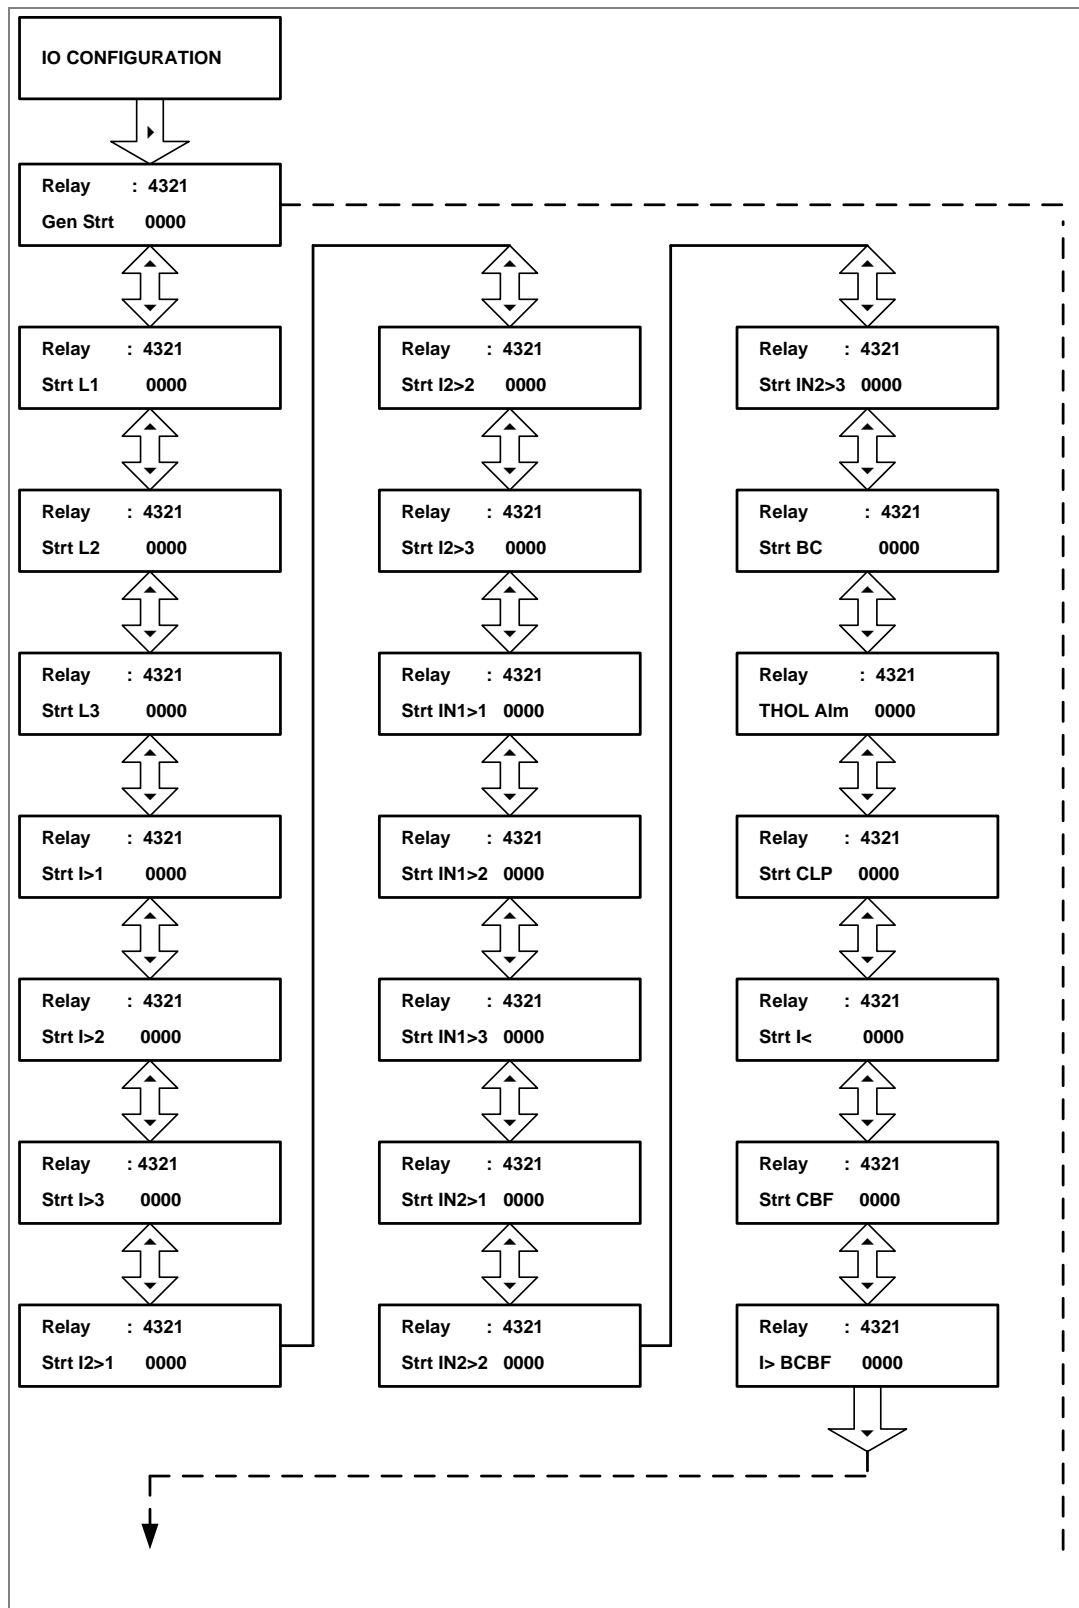 IO CONFIGURATION
Relay : 4321
Gen Strt 0000
Relay : 4321
Strt L1 0000
Relay : 4321
Strt L2 0000
Relay : 4321
Strt L3 0000
Relay : 4321
Strt I>1 0000
Relay : 4321
Strt I>2 0000
Relay : 4321
Strt I>3 0000
Relay : 4321
Strt I2>1 0000
Relay : 4321
Strt I2>2 0000
Relay : 4321
Strt I2>3 0000
Relay : 4321
Strt IN1>1 0000
Relay : 4321
Strt IN1>2 0000
Relay : 4321
Strt IN1>3 0000
Relay : 4321
Strt IN2>1 0000
Relay : 4321
Strt IN2>2 0000
Relay : 4321
Strt IN2>3 0000
Relay : 4321
Strt BC 0000
Relay : 4321
THOL Alm 0000
Relay : 4321
Strt CLP 0000
Relay : 4321
Strt I< 0000
Relay : 4321
Strt CBF 0000
Relay : 4321
I> BCBF 0000